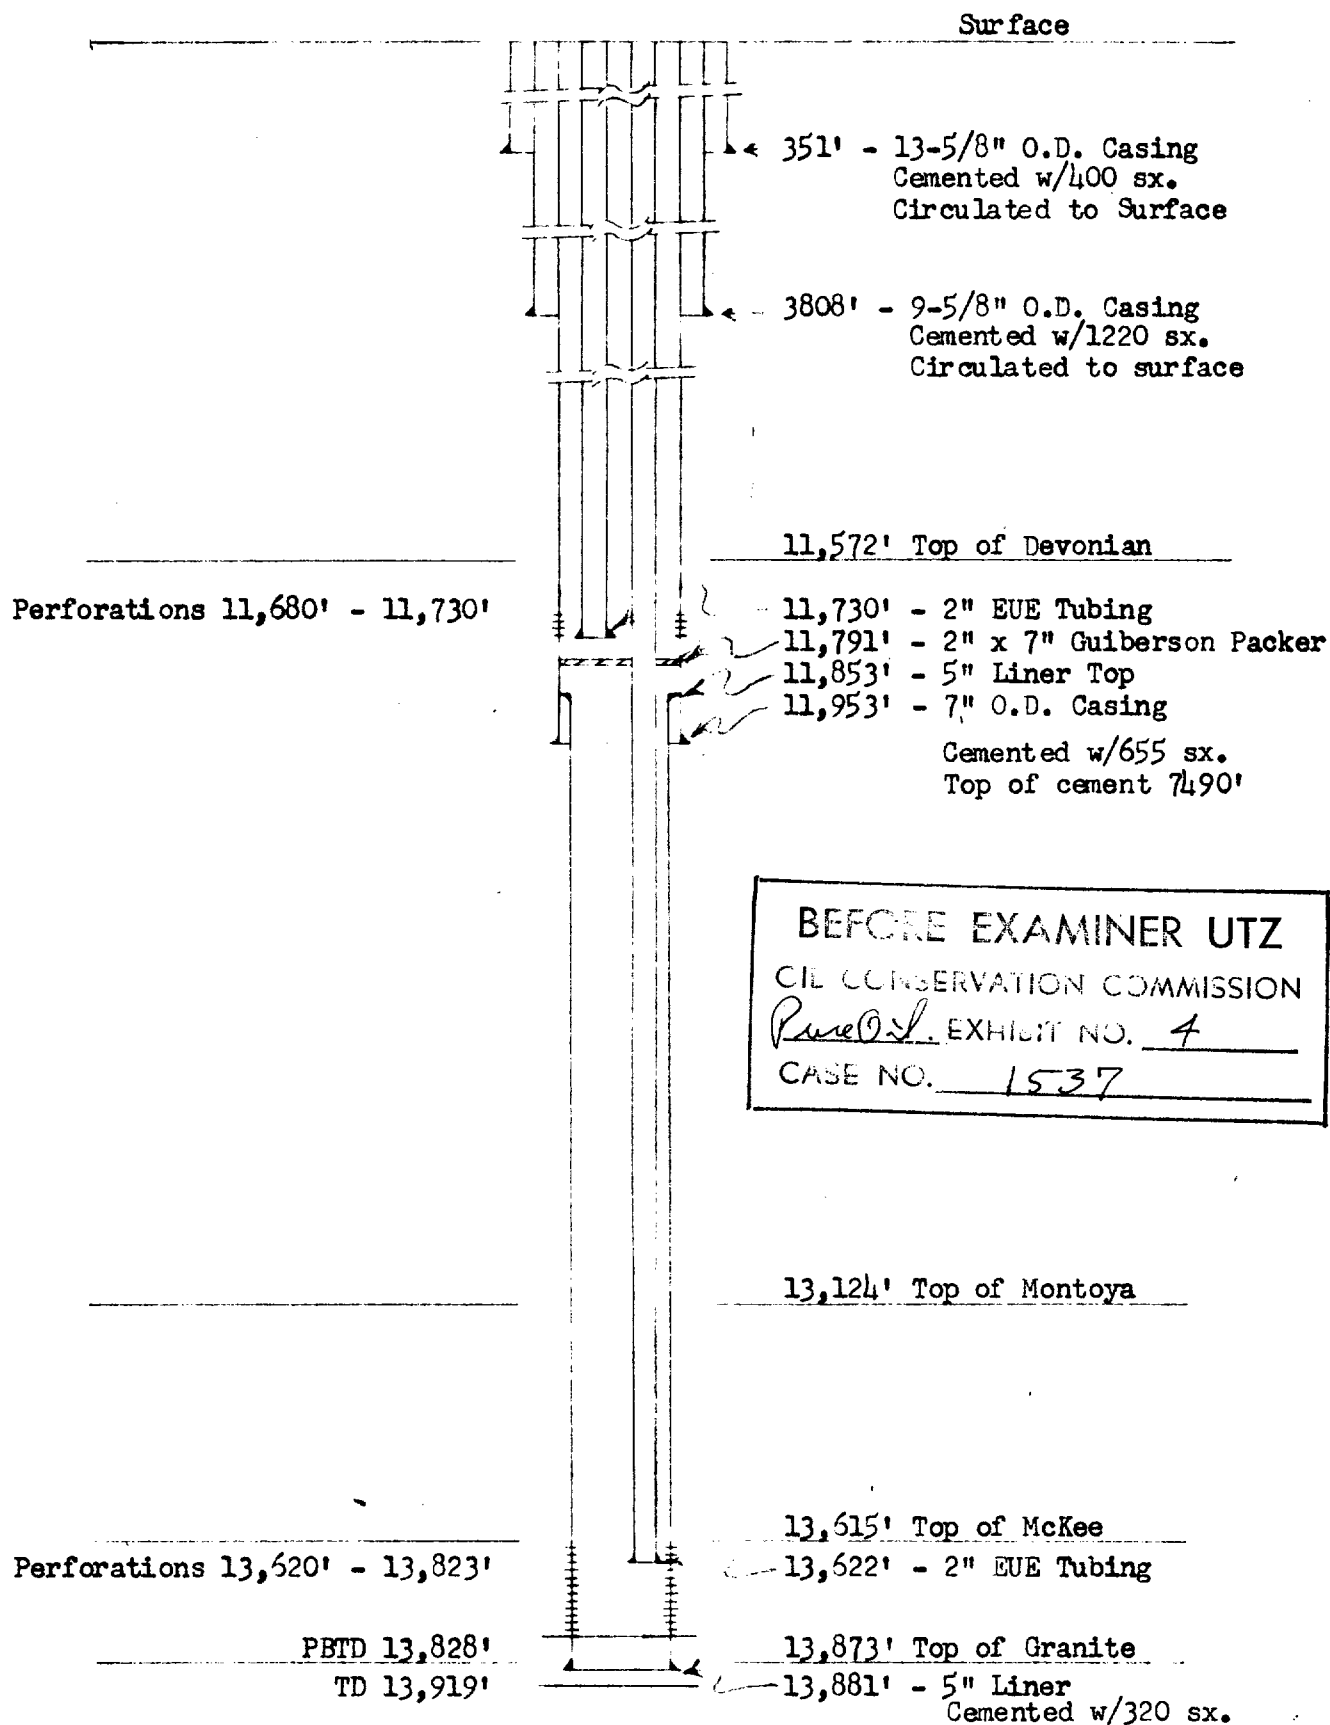 Surface
351' - 13-5/8" O.D. Casing
Cemented w/400 sx.
Circulated to Surface
3808' - 9-5/8" O.D. Casing
Cemented w/1220 sx.
Circulated to surface
11,572' Top of Devonian
Perforations 11,680' - 11,730'
11,730' - 2" EUE Tubing
11,791' - 2" x 7" Guiberson Packer
11,853' - 5" Liner Top
11,953' - 7" O.D. Casing
Cemented w/655 sx.
Top of cement 7490'
BEFORE EXAMINER UTZ
OIL CONSERVATION COMMISSION
Pure Oil. EXHIBIT NO. 4
CASE NO. 1537
13,124' Top of Montoya
13,615' Top of McKee
Perforations 13,620' - 13,823'
13,622' - 2" EUE Tubing
PBTD 13,828'
13,873' Top of Granite
TD 13,919'
13,881' - 5" Liner
Cemented w/320 sx.